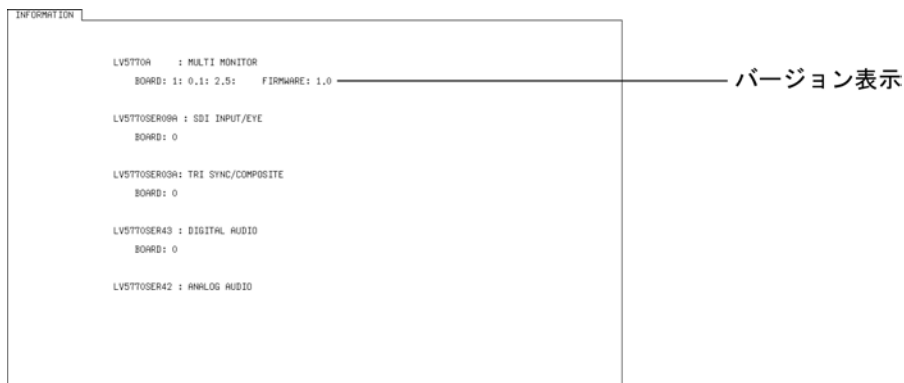 INFORMATION
LV5770A : MULTI MONITOR
BOARD: 1: 0.1: 2.5: FIRMWARE: 1.0
バージョン表示
LV5770SER09A : SDI INPUT/EYE
BOARD: 0
LV5770SER03A: TRI SYNC/COMPOSITE
BOARD: 0
LV5770SER43 : DIGITAL AUDIO
BOARD: 0
LV5770SER42 : ANALOG AUDIO